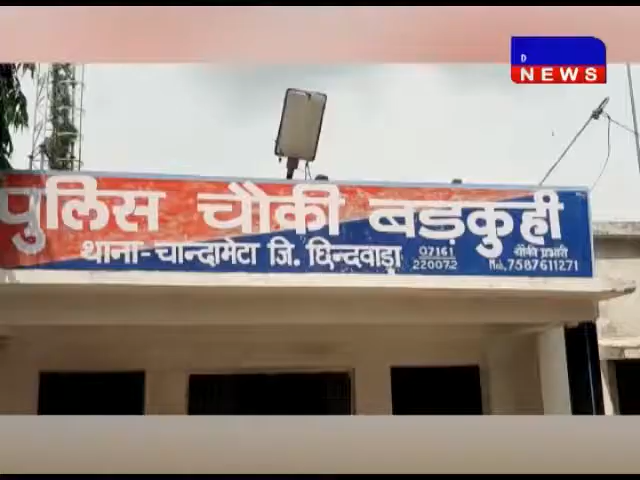 D
NEWS
पुलिस चौकी बड़कुही
थाना-चान्दामेटा जि. छिन्दवाड़ा
07161
220072
चौकी प्रभारी
Mob,7587611271